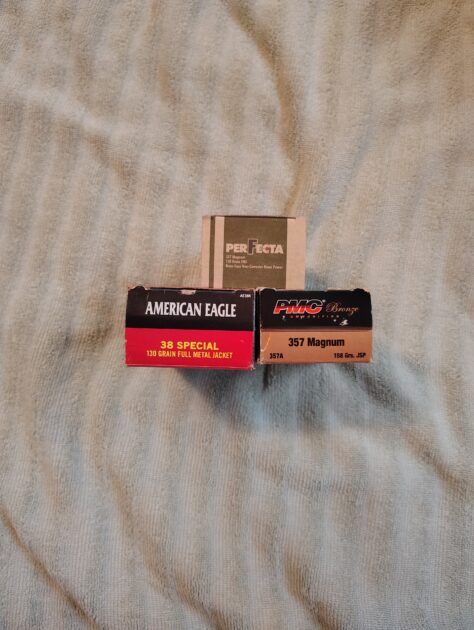 PERFECTA
357 Magnum
AMERICAN EAGLE
38 SPECIAL
130 GRAIN FULL METAL JACKET
PMC Bronze
AMMUNITION
357 Magnum
357A 158 Grs. JSP